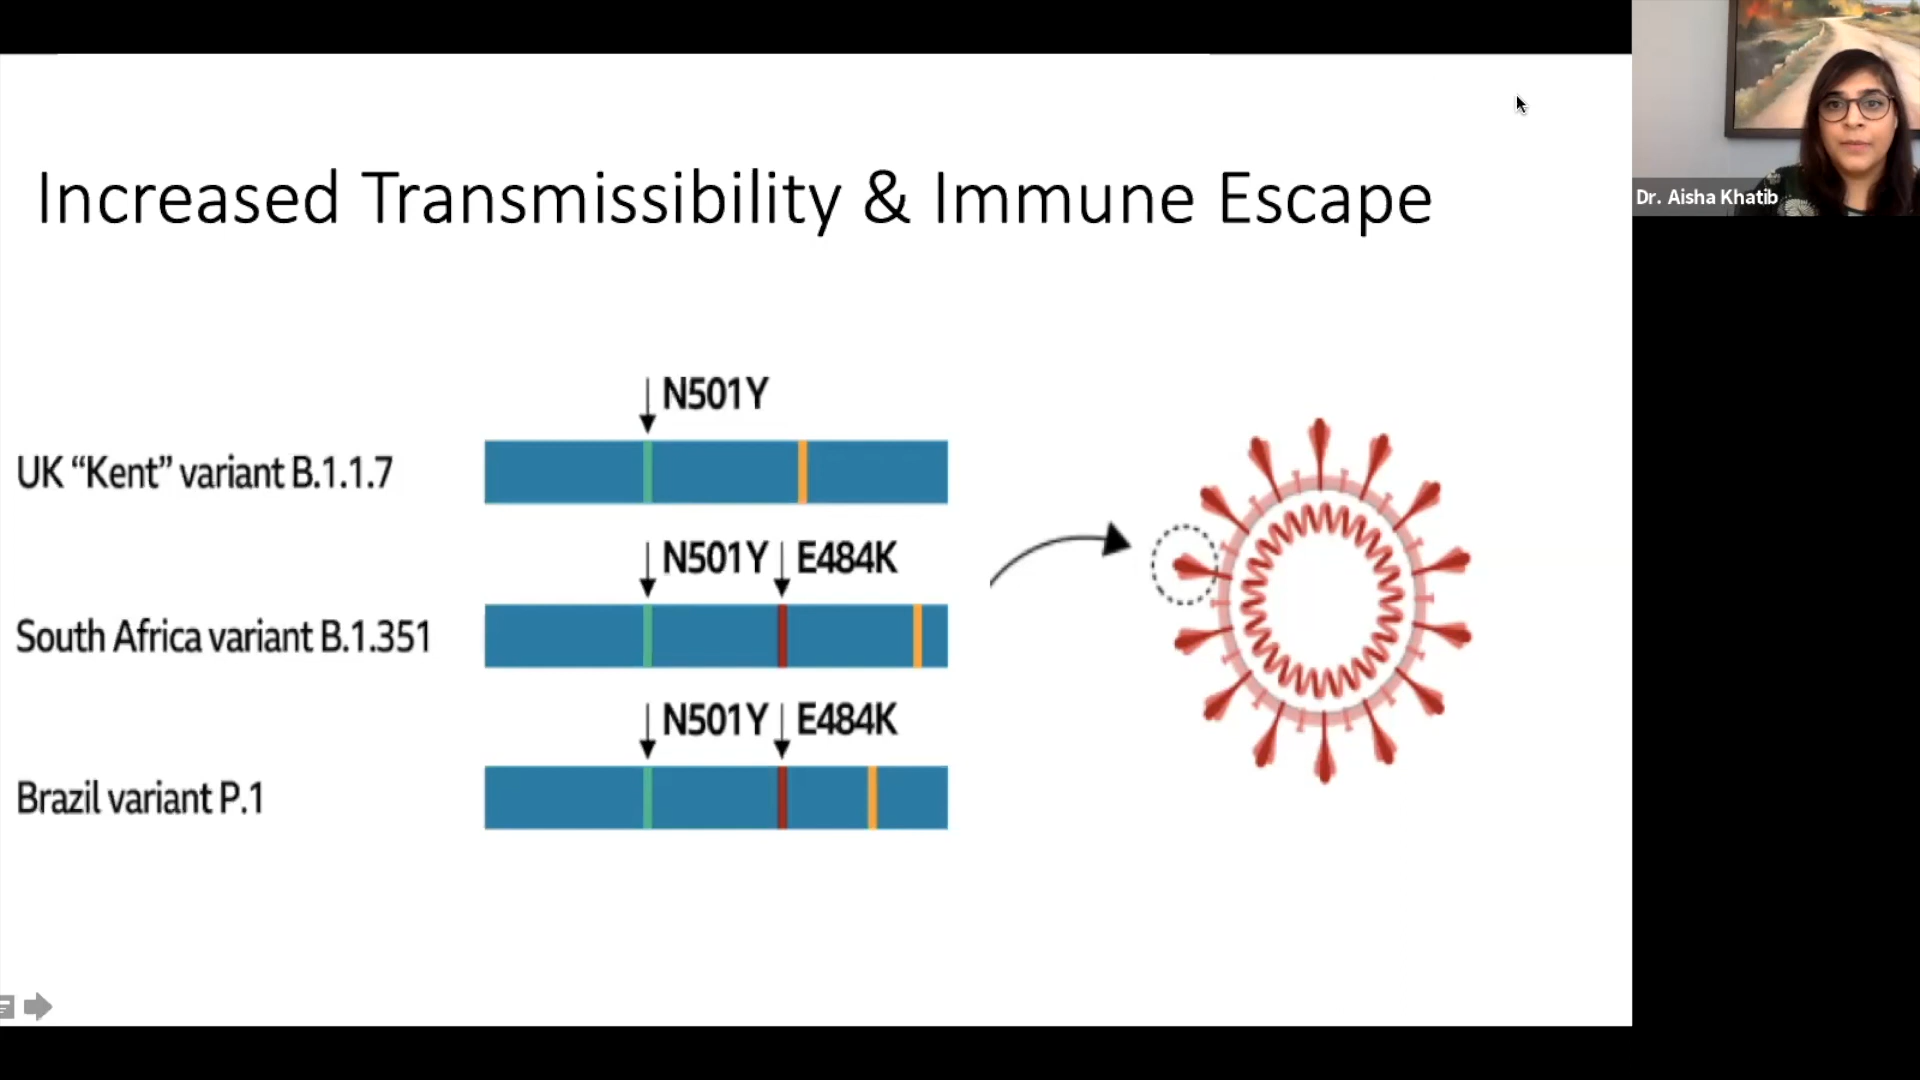 Increased Transmissibility & Immune Escape
Dr. Aisha Khatib
N501Y
UK “Kent” variant B.1.1.7
N501Y E484K
South Africa variant B.1.351
N501Y E484K
Brazil variant P.1